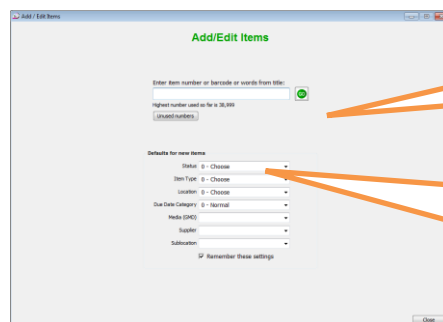 Add / Edit Items
Add/Edit Items
Enter item number or barcode or words from title:
GO
Highest number used so far is 38,999
Unused numbers
Defaults for new items
Status 0 - Choose
Item Type 0 - Choose
Location 0 - Choose
Due Date Category 0 - Normal
Media (GMD)
Supplier
Sublocation
Remember these settings
Close